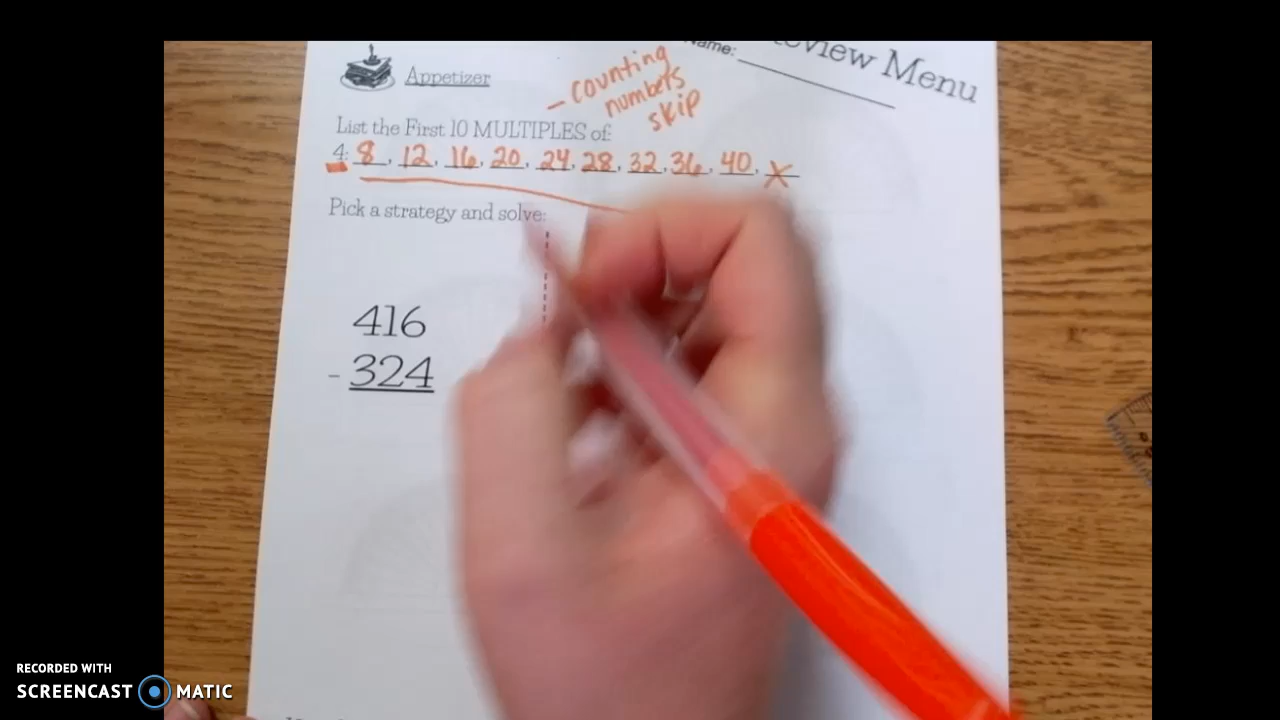 Name:
eview Menu
Appetizer
- counting
numbers
skip
List the First 10 MULTIPLES of:
4: 8, 12, 16, 20, 24, 28, 32, 36, 40, X
Pick a strategy and solve:
416
- 324
RECORDED WITH
SCREENCAST MATIC